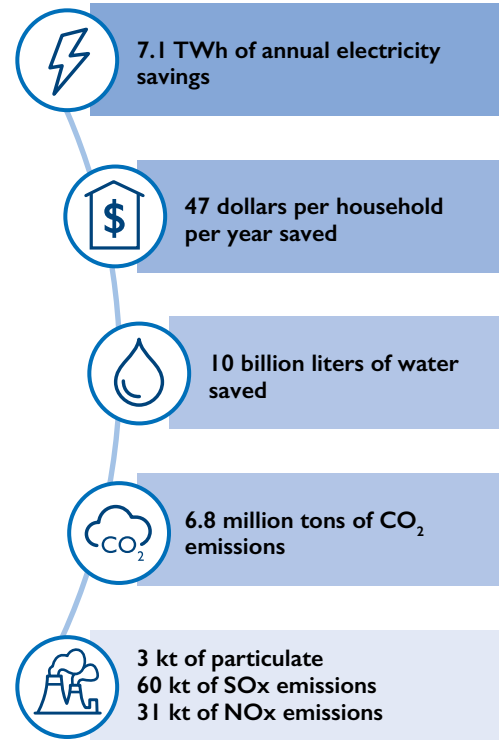 7.1 TWh of annual electricity
savings
$
47 dollars per household
per year saved
10 billion liters of water
saved
CO₂
6.8 million tons of CO₂
emissions
3 kt of particulate
60 kt of SOx emissions
31 kt of NOx emissions